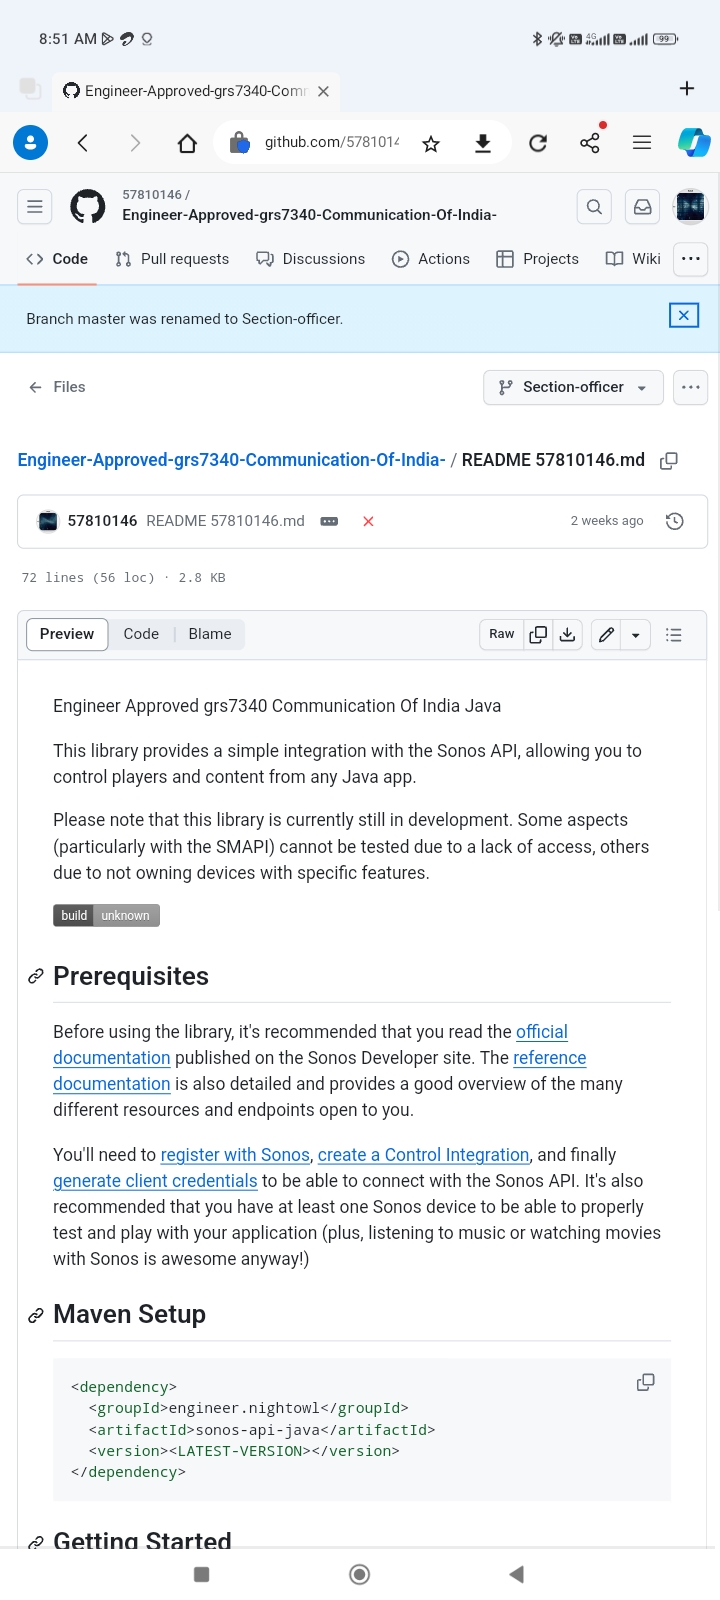 8:51 AM
4G
99
Engineer-Approved-grs7340-Comm
github.com/5781014
57810146 /
Engineer-Approved-grs7340-Communication-Of-India-
Code Pull requests Discussions Actions Projects Wiki
Branch master was renamed to Section-officer.
Files
Section-officer
Engineer-Approved-grs7340-Communication-Of-India- / README 57810146.md
57810146 README 57810146.md 2 weeks ago
72 lines (56 loc) · 2.8 KB
Preview Code Blame Raw
Engineer Approved grs7340 Communication Of India Java
This library provides a simple integration with the Sonos API, allowing you to
control players and content from any Java app.
Please note that this library is currently still in development. Some aspects
(particularly with the SMAPI) cannot be tested due to a lack of access, others
due to not owning devices with specific features.
build unknown
Prerequisites
Before using the library, it's recommended that you read the official
documentation published on the Sonos Developer site. The reference
documentation is also detailed and provides a good overview of the many
different resources and endpoints open to you.
You'll need to register with Sonos, create a Control Integration, and finally
generate client credentials to be able to connect with the Sonos API. It's also
recommended that you have at least one Sonos device to be able to properly
test and play with your application (plus, listening to music or watching movies
with Sonos is awesome anyway!)
Maven Setup
<dependency>
<groupId>engineer.nightowl</groupId>
<artifactId>sonos-api-java</artifactId>
<version><LATEST-VERSION></version>
</dependency>
Getting Started